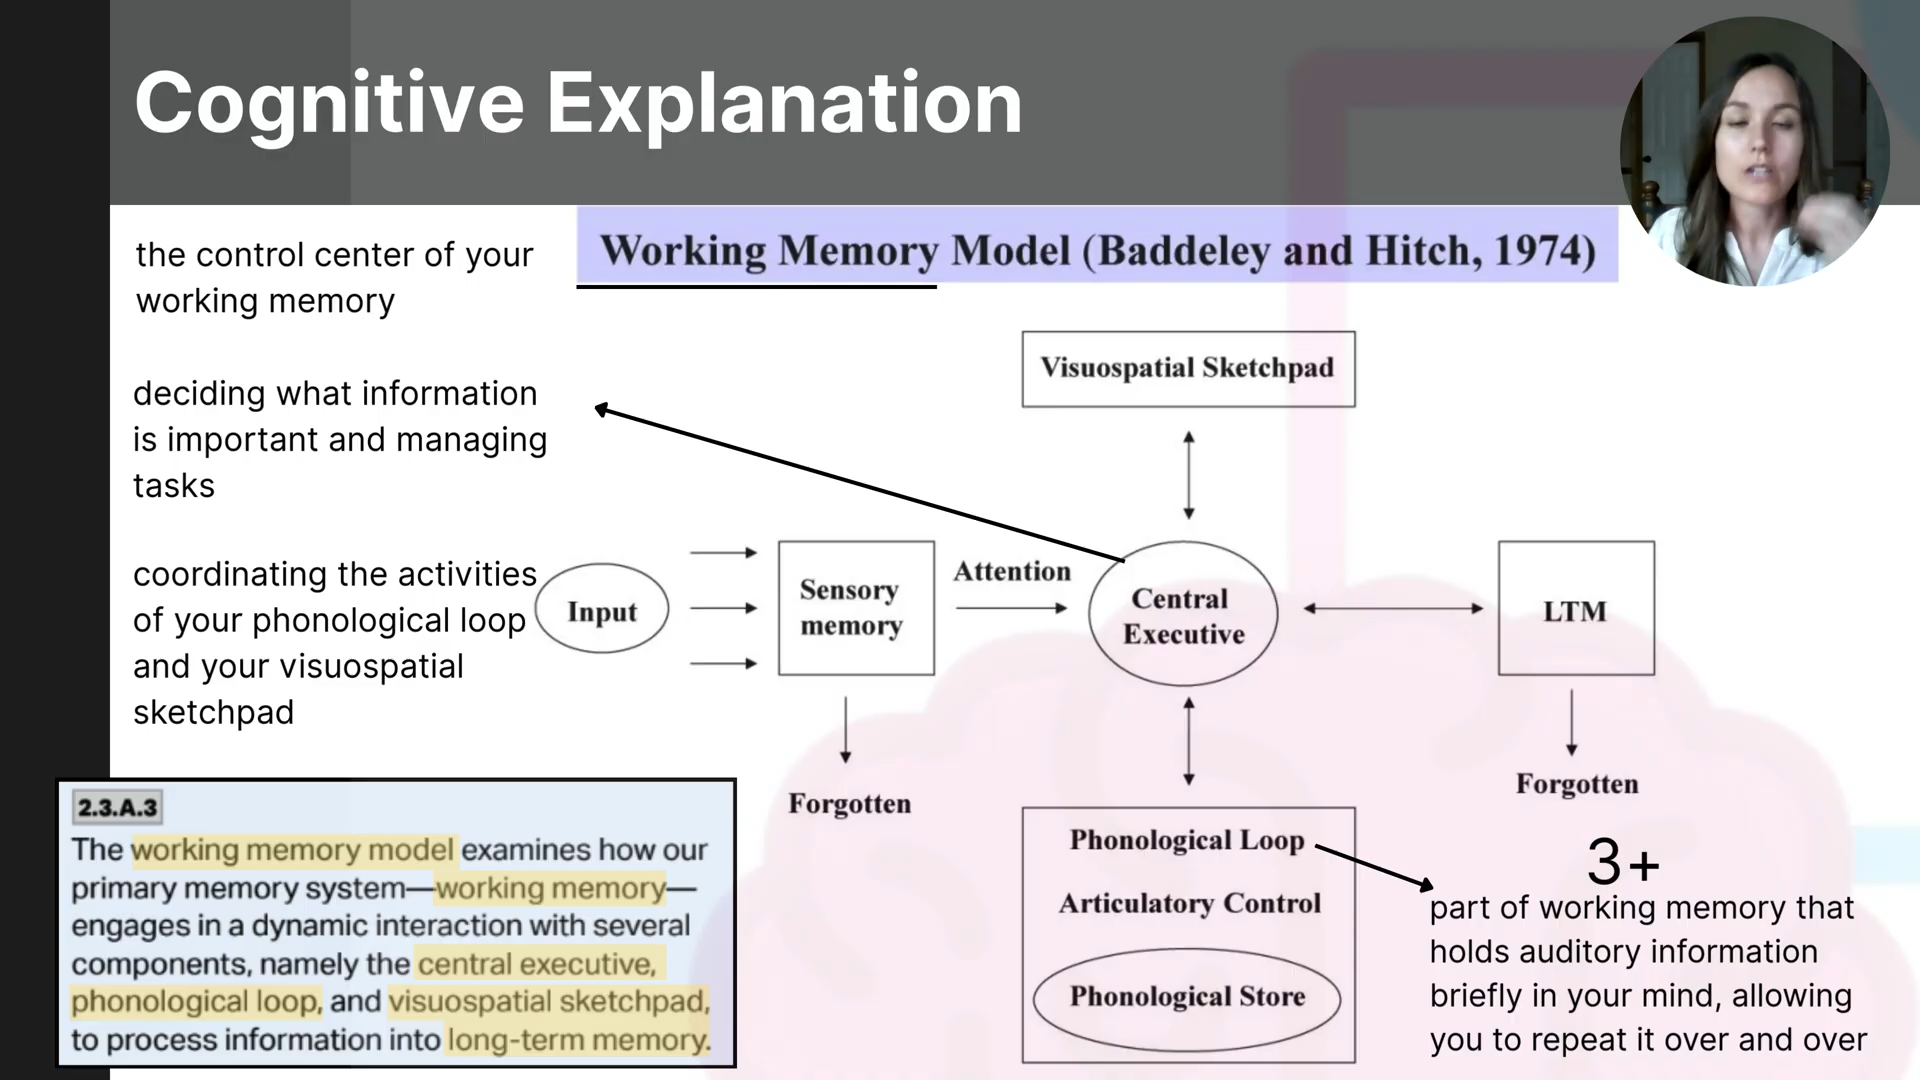 Cognitive Explanation
the control center of your
working memory
deciding what information
is important and managing
tasks
coordinating the activities
of your phonological loop
and your visuospatial
sketchpad
Working Memory Model (Baddeley and Hitch, 1974)
Visuospatial Sketchpad
Input
Sensory
memory
Attention
Central
Executive
LTM
Forgotten
Forgotten
Phonological Loop
Articulatory Control
Phonological Store
3+
part of working memory that
holds auditory information
briefly in your mind, allowing
you to repeat it over and over
2.3.A.3
The working memory model examines how our
primary memory system—working memory—
engages in a dynamic interaction with several
components, namely the central executive,
phonological loop, and visuospatial sketchpad,
to process information into long-term memory.